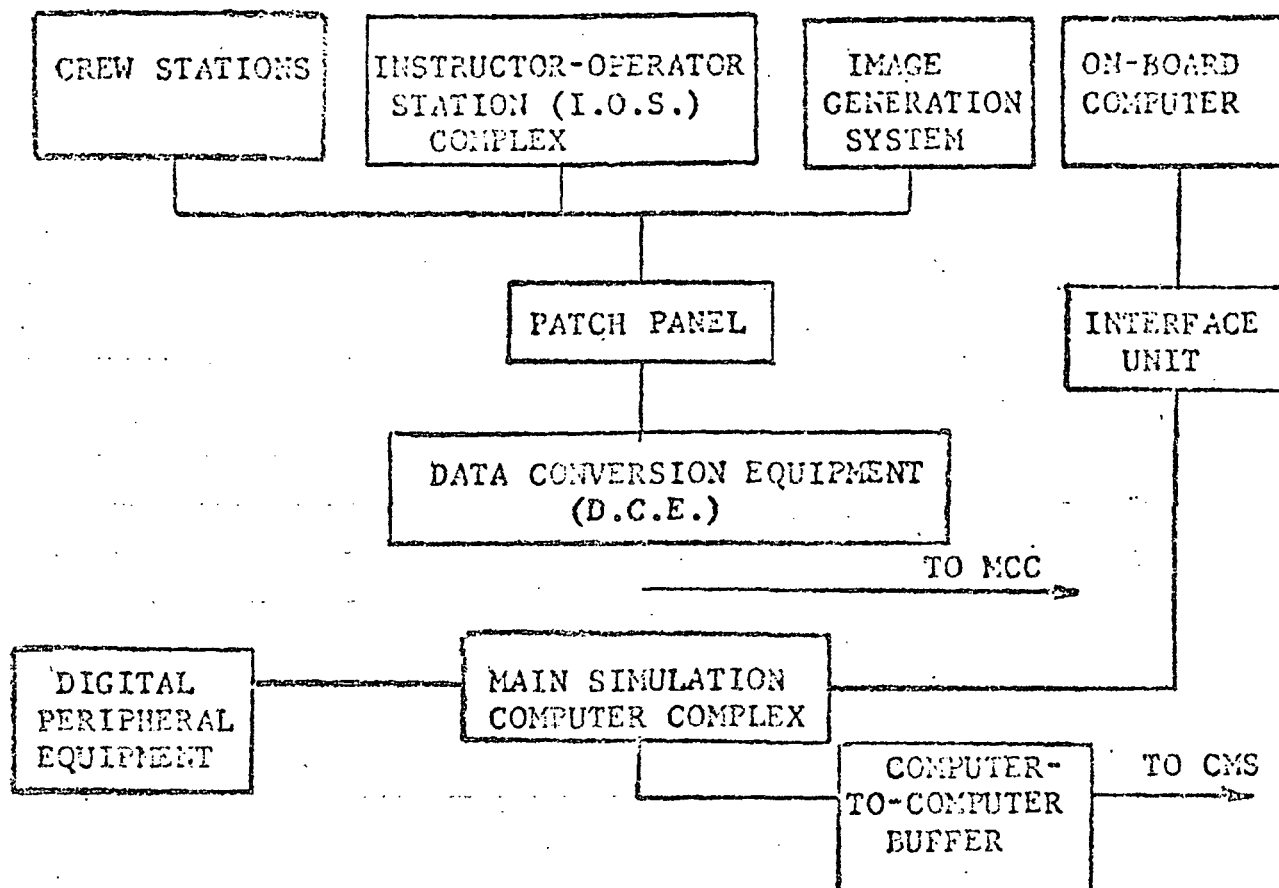 CREW STATIONS
INSTRUCTOR-OPERATOR
STATION (I.O.S.)
COMPLEX
IMAGE
GENERATION
SYSTEM
ON-BOARD
COMPUTER
PATCH PANEL
INTERFACE
UNIT
DATA CONVERSION EQUIPMENT
(D.C.E.)
TO MCC
DIGITAL
PERIPHERAL
EQUIPMENT
MAIN SIMULATION
COMPUTER COMPLEX
COMPUTER-
TO-COMPUTER
BUFFER
TO CMS